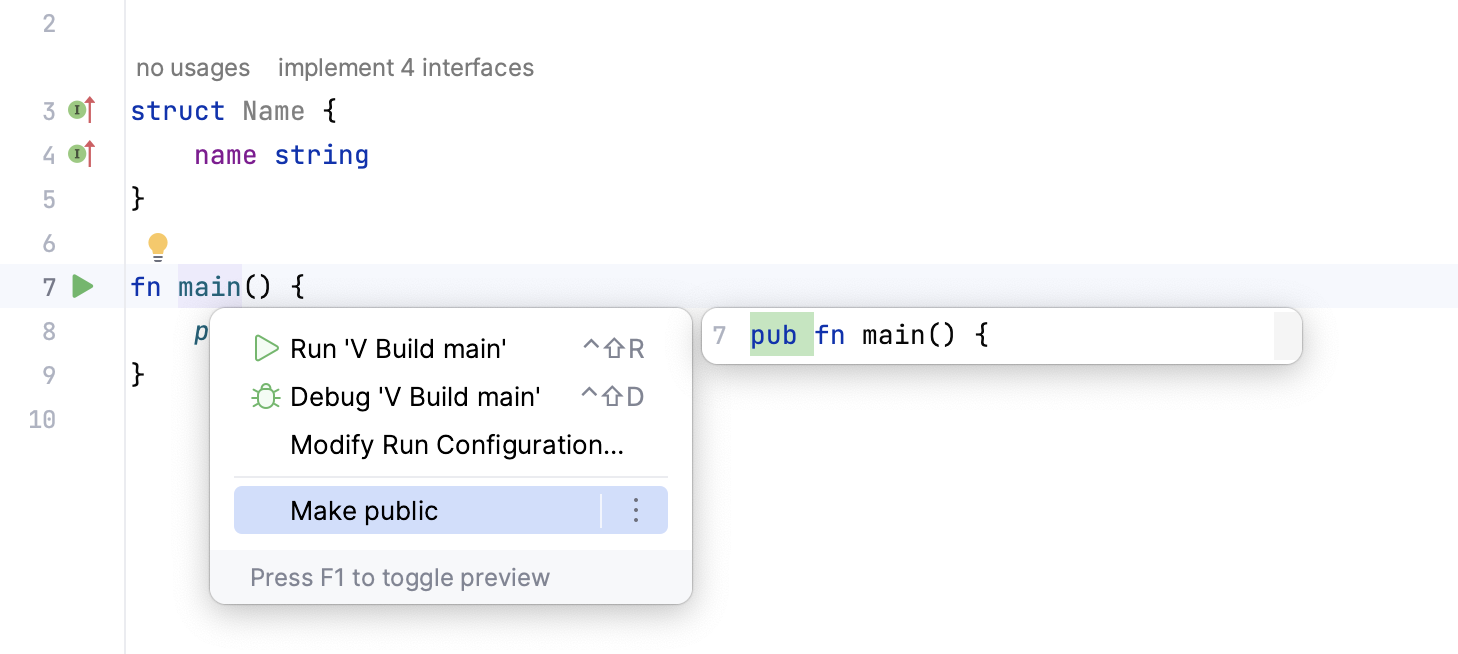 2
no usages implement 4 interfaces
3 struct Name {
4 name string
5 }
6
7 fn main() {
8 p
9 }
10
Run 'V Build main' ⌃⇧R
Debug 'V Build main' ⌃⇧D
Modify Run Configuration...
Make public
Press F1 to toggle preview
7 pub fn main() {